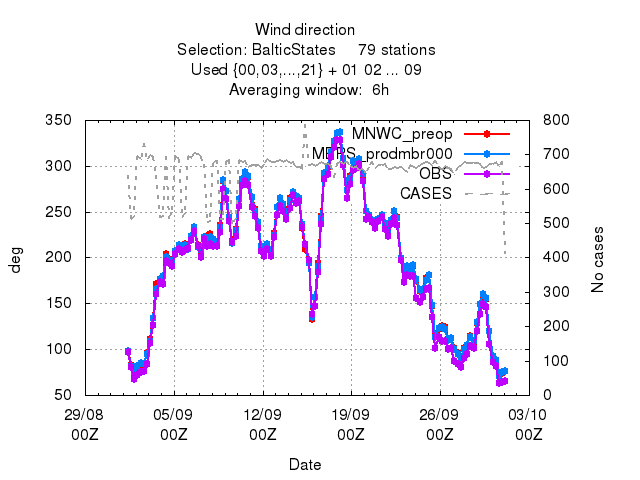 Wind direction
Selection: BalticStates 79 stations
Used {00,03,...,21} + 01 02 ... 09
Averaging window: 6h
350 800
MNWC_preop
700
MEPS_prodmbr000
300
OBS
600
CASES
250
500
200 400
deg
No cases
300
150
200
100
100
50 0
29/08 05/09 12/09 19/09 26/09 03/10
00Z 00Z 00Z 00Z 00Z 00Z
Date